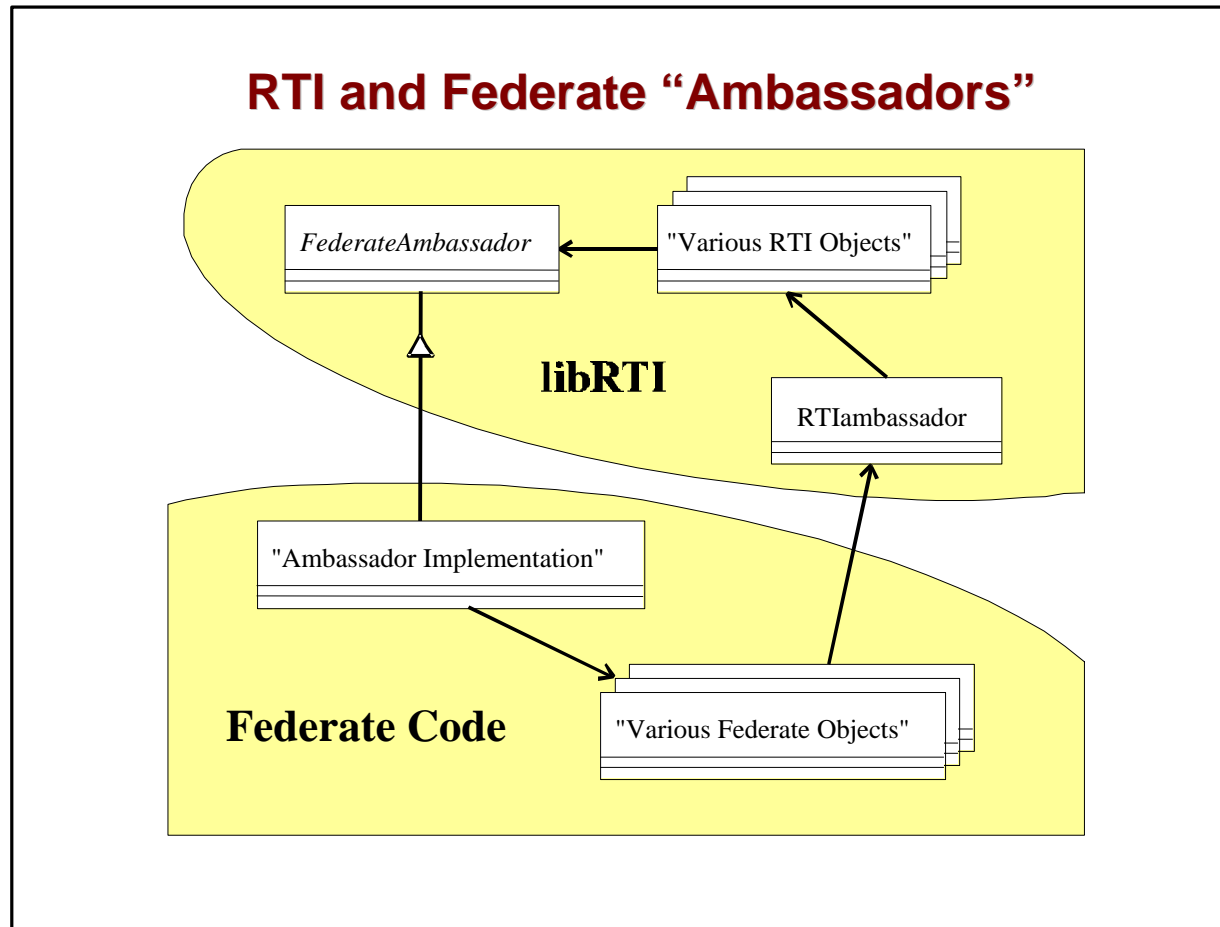 RTI and Federate “Ambassadors”
FederateAmbassador
"Various RTI Objects"
libRTI
RTIambassador
"Ambassador Implementation"
Federate Code
"Various Federate Objects"